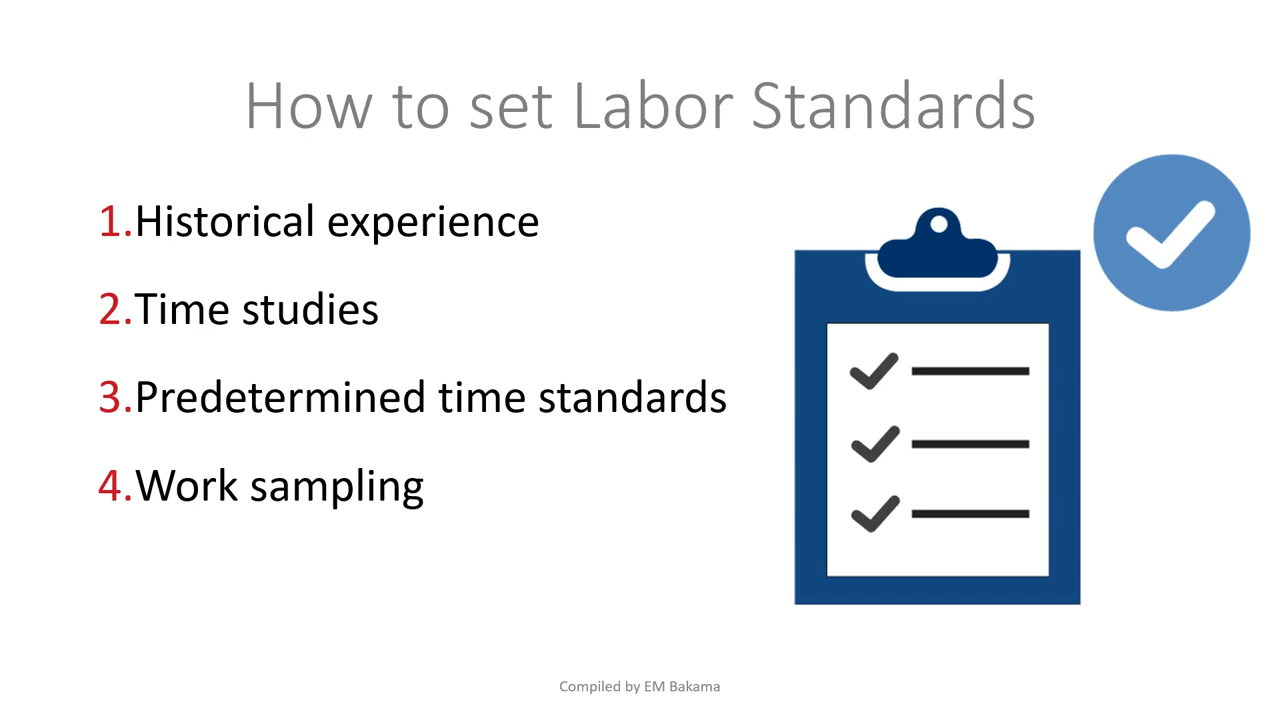 How to set Labor Standards
1.Historical experience
2.Time studies
3.Predetermined time standards
4.Work sampling
Compiled by EM Bakama